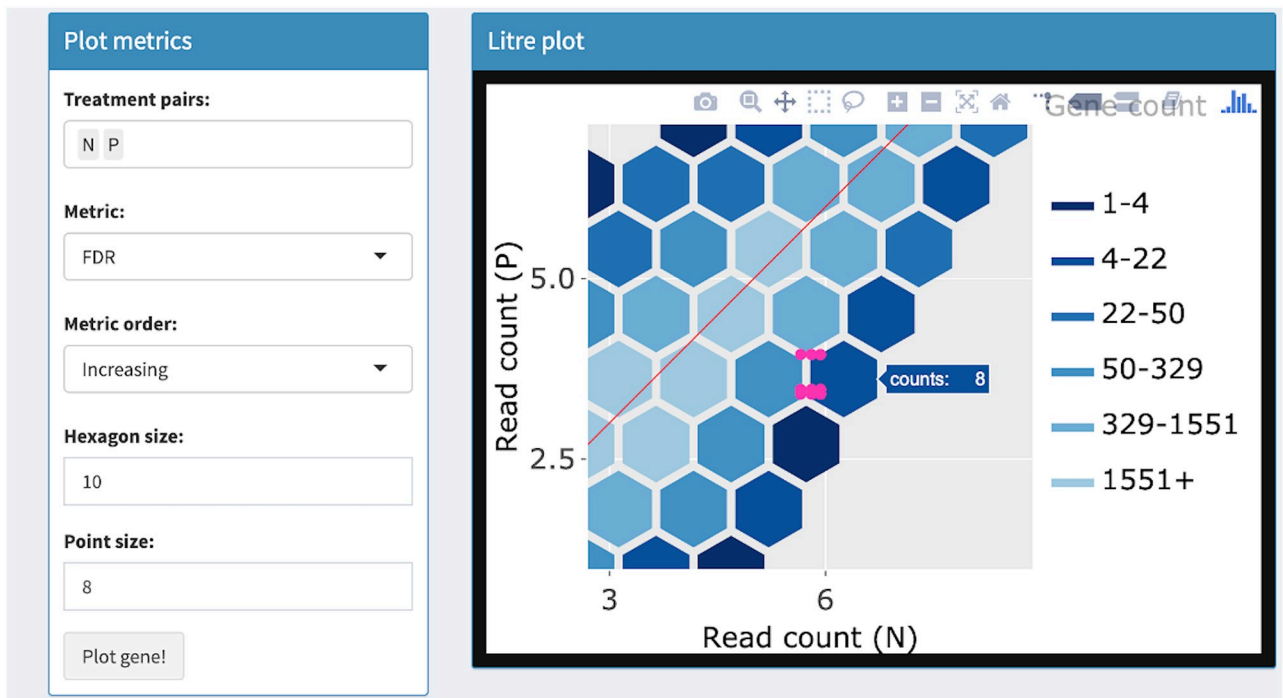 Plot metrics
Treatment pairs:
N P
Metric:
FDR
Metric order:
Increasing
Hexagon size:
10
Point size:
8
Plot gene!
Litre plot
Gene count
1-4
4-22
22-50
50-329
329-1551
1551+
Read count (P)
5.0
2.5
counts: 8
3
6
Read count (N)